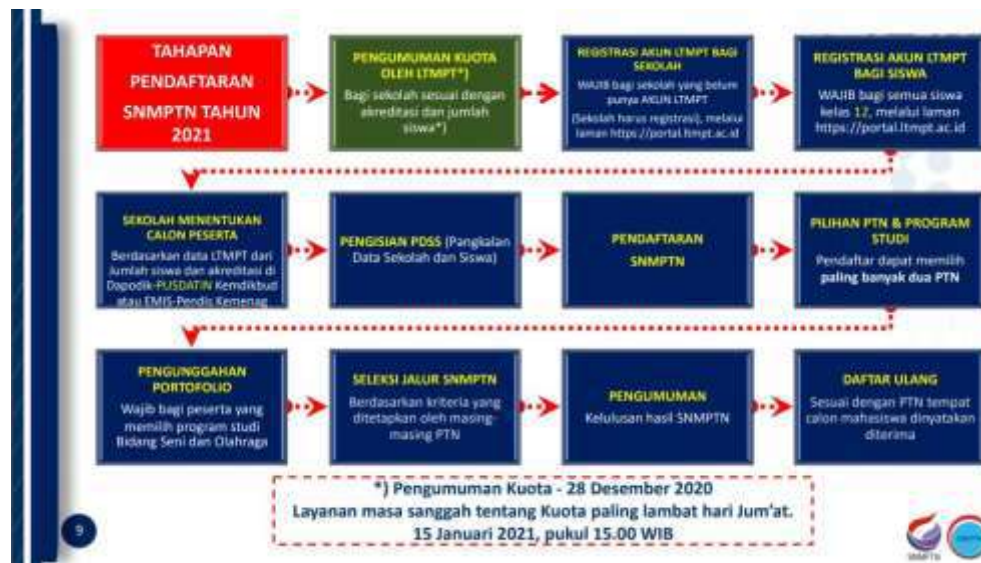 TAHAPAN
PENDAFTARAN
SNMPTN TAHUN
2021
PENGUMUMAN KUOTA
OLEH LTMPT*)
Bagi sekolah sesuai dengan
akreditasi dan jumlah
siswa*)
REGISTRASI AKUN LTMPT BAGI
SEKOLAH
WAJIB bagi sekolah yang belum
punya AKUN LTMPT
(Sekolah harus registrasi), melalui
laman https://portal.ltmpt.ac.id
REGISTRASI AKUN LTMPT
BAGI SISWA
WAJIB bagi semua siswa
kelas 12, melalui laman
https://portal.ltmpt.ac.id
SEKOLAH MENENTUKAN
CALON PESERTA
Berdasarkan data LTMPT dari
Jumlah siswa dan akreditasi di
Dapodik-PUSDATIN Kemdikbud
atau EMIS-Pendis Kemenag
PENGISIAN PDSS (Pangkalan
Data Sekolah dan Siswa)
PENDAFTARAN
SNMPTN
PILIHAN PTN & PROGRAM
STUDI
Pendaftar dapat memilih
paling banyak dua PTN
PENGUNGGAHAN
PORTOFOLIO
Wajib bagi peserta yang
memilih program studi
Bidang Seni dan Olahraga
SELEKSI JALUR SNMPTN
Berdasarkan kriteria yang
ditetapkan oleh masing-
masing PTN
PENGUMUMAN
Kelulusan hasil SNMPTN
DAFTAR ULANG
Sesuai dengan PTN tempat
calon mahasiswa dinyatakan
diterima
*) Pengumuman Kuota - 28 Desember 2020
Layanan masa sanggah tentang Kuota paling lambat hari Jum'at.
15 Januari 2021, pukul 15.00 WIB
9
SNMPTN